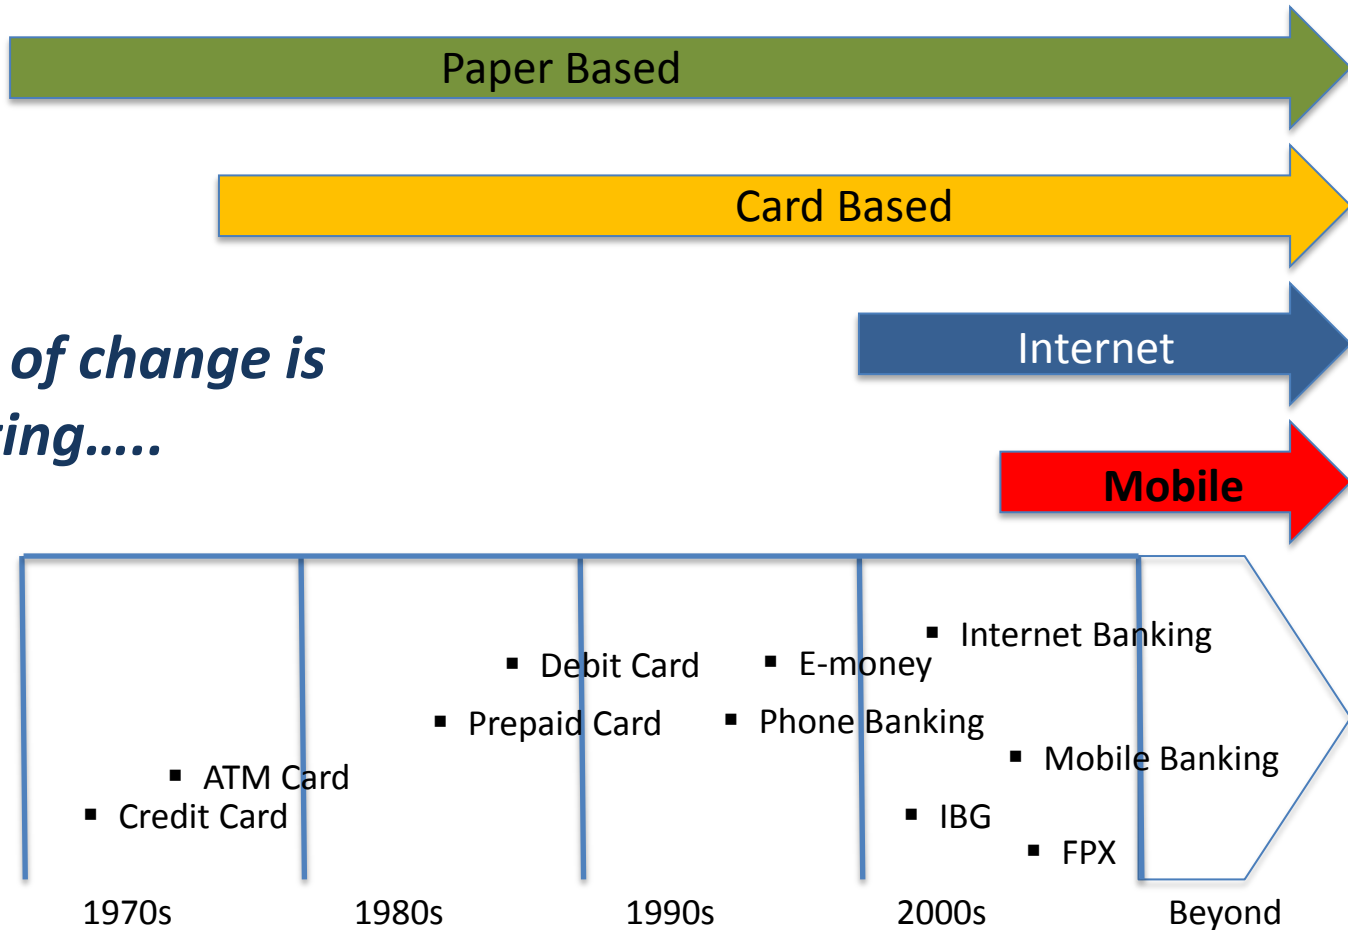 Paper Based
Card Based
Internet
of change is
ting.....
Mobile
▪ Internet Banking
▪ Debit Card
▪ E-money
▪ Prepaid Card
▪ Phone Banking
▪ Mobile Banking
▪ ATM Card
▪ Credit Card
▪ IBG
▪ FPX
1970s
1980s
1990s
2000s
Beyond